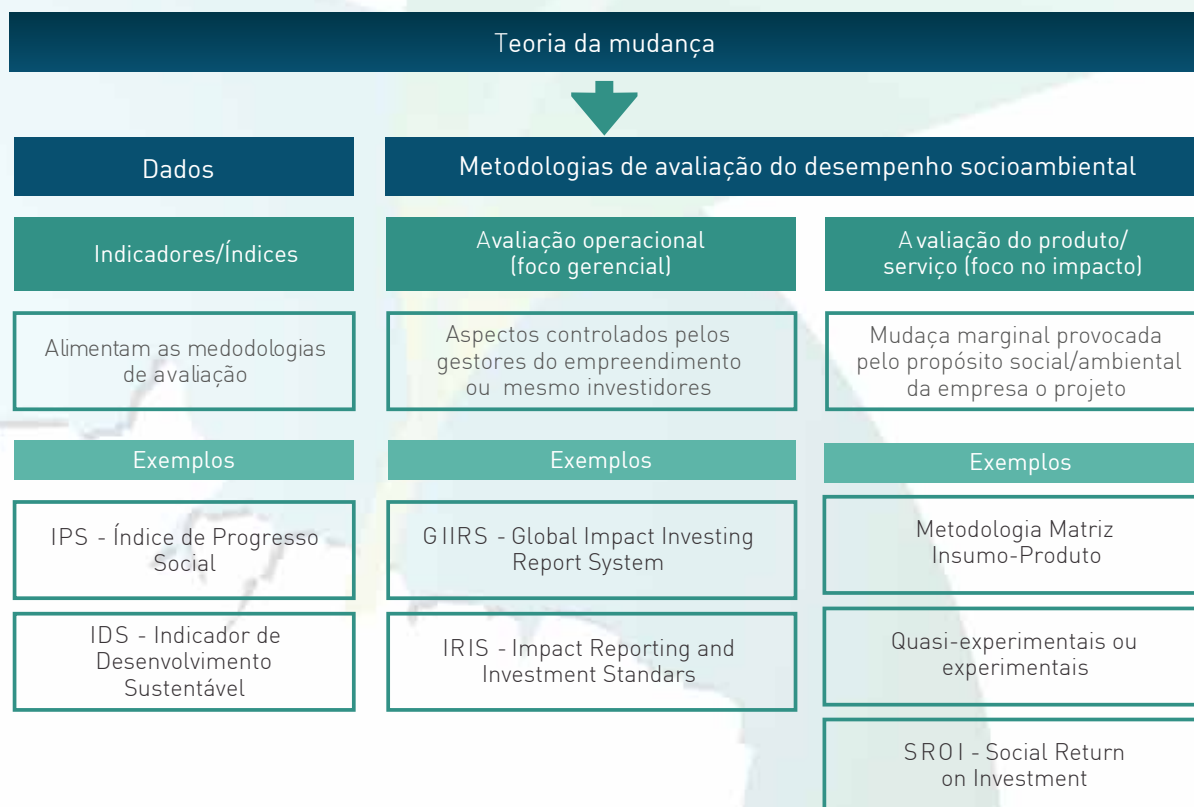 Teoria da mudança
Dados
Metodologias de avaliação do desempenho socioambiental
Indicadores/Índices
Avaliação operacional
(foco gerencial)
A valiação do produto/
serviço (foco no impacto)
Alimentam as medodologias
de avaliação
Aspectos controlados pelos
gestores do empreendimento
ou mesmo investidores
Mudaça marginal provocada
pelo propósito social/ambiental
da empresa o projeto
Exemplos
Exemplos
Exemplos
IPS - Índice de Progresso
Social
GIIRS - Global Impact Investing
Report System
Metodologia Matriz
Insumo-Produto
IDS - Indicador de
Desenvolvimento
Sustentável
IRIS - Impact Reporting and
Investment Standars
Quasi-experimentais ou
experimentais
SROI - Social Return
on Investment